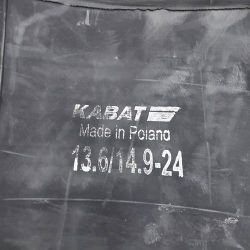 KABAT
Made in Poland
13.6/14.9-24